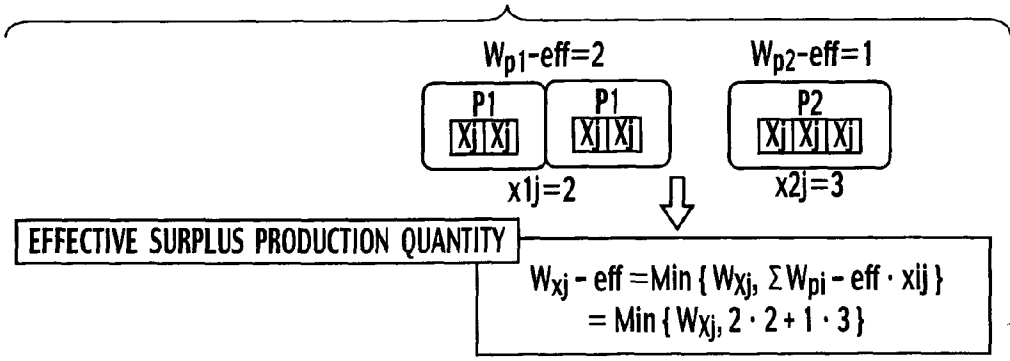 Wp1-eff=2 Wp2-eff=1
P1 P1 P2
Xj Xj Xj Xj Xj Xj Xj
x1j=2 x2j=3
EFFECTIVE SURPLUS PRODUCTION QUANTITY
Wxj - eff = Min { WXj, ΣWpi - eff · xij }
= Min { WXj, 2 · 2 + 1 · 3 }